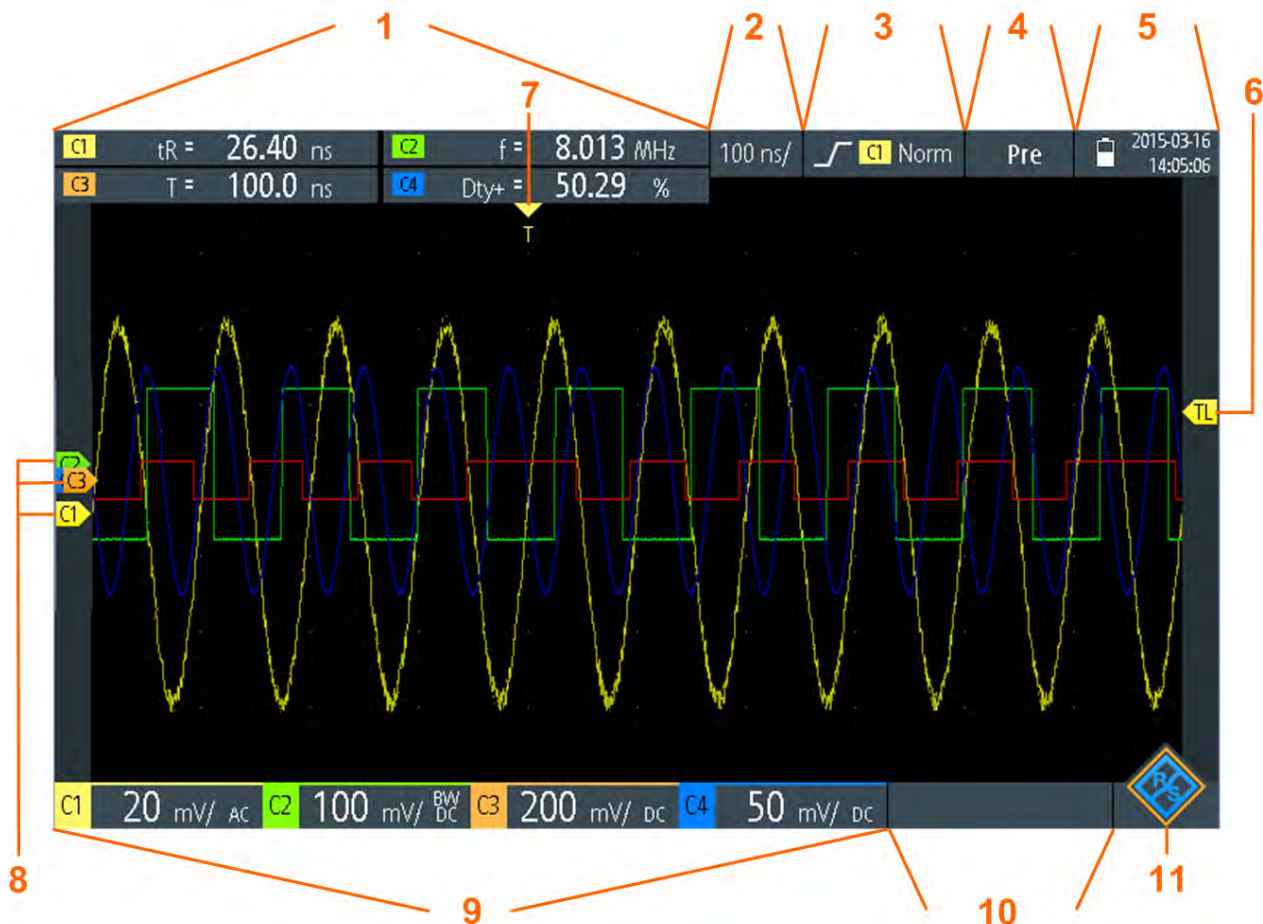 1 2 3 4 5
7 6
C1 tR = 26.40 ns C2 f = 8.013 MHz 100 ns/ C1 Norm Pre 2015-03-16
14:05:06
C3 T = 100.0 ns C4 Dty+ = 50.29 %
T
TL
C2
C3
C1
C1 20 mV/ AC C2 100 mV/ BW DC C3 200 mV/ DC C4 50 mV/ DC
R S
8 9 10 11